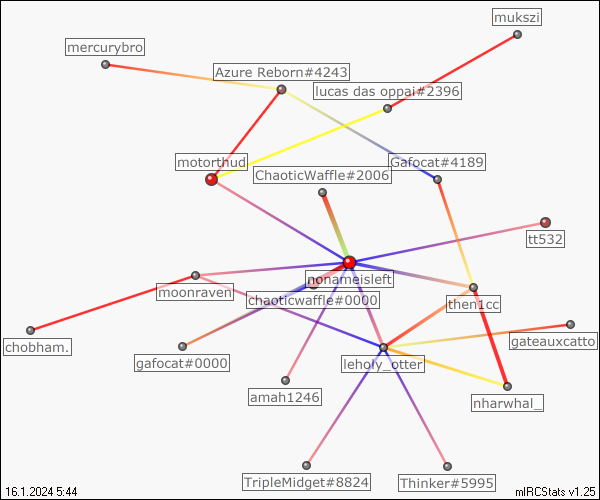 mukszi
mercurybro
Azure Reborn#4243
lucas das oppai#2396
motorthud
Gafocat#4189
ChaoticWaffle#2006
tt532
nonameisleft
moonraven
chaoticwaffle#0000
then1cc
chobham.
gafocat#0000
leholy_otter
gateauxcatto
amah1246
nharwhal_
TripleMidget#8824
Thinker#5995
16.1.2024 5:44
mIRCStats v1.25